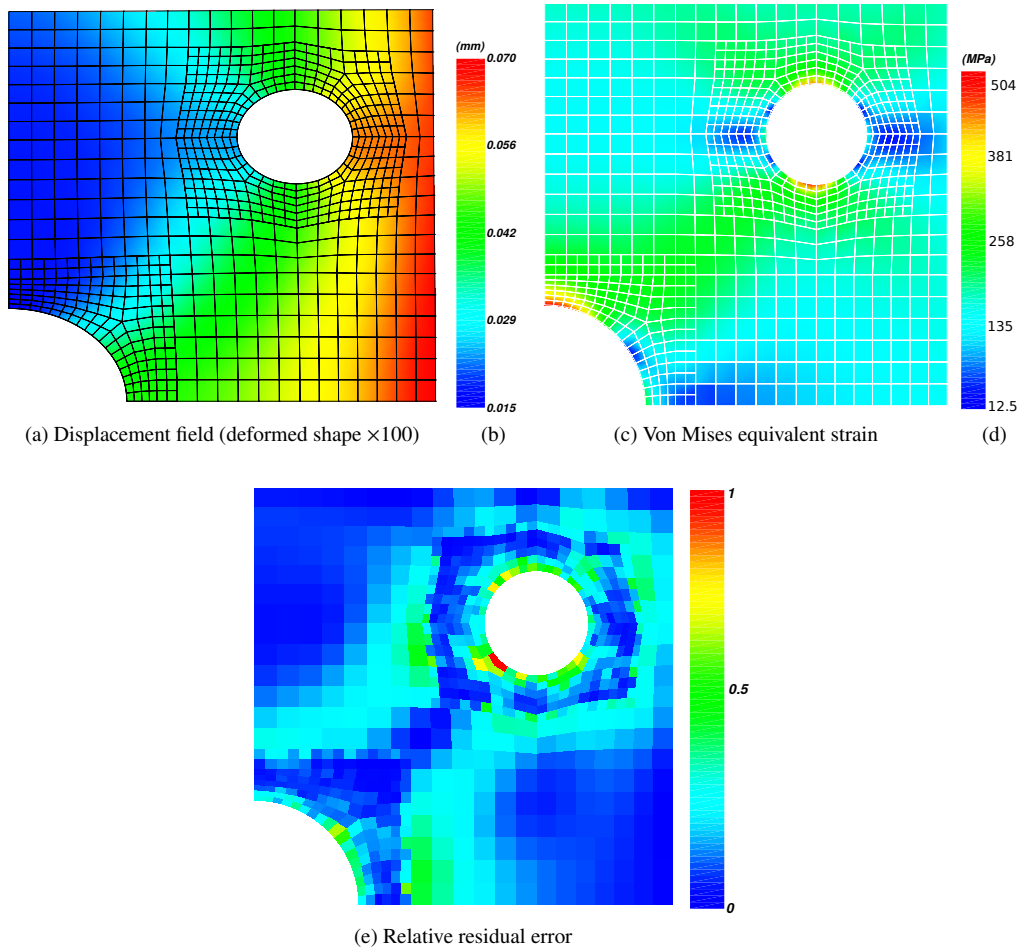 (mm)
0.070
0.056
0.042
0.029
0.015
(MPa)
504
381
258
135
12.5
(a) Displacement field (deformed shape ×100)
(b)
(c) Von Mises equivalent strain
(d)
1
0.5
0
(e) Relative residual error